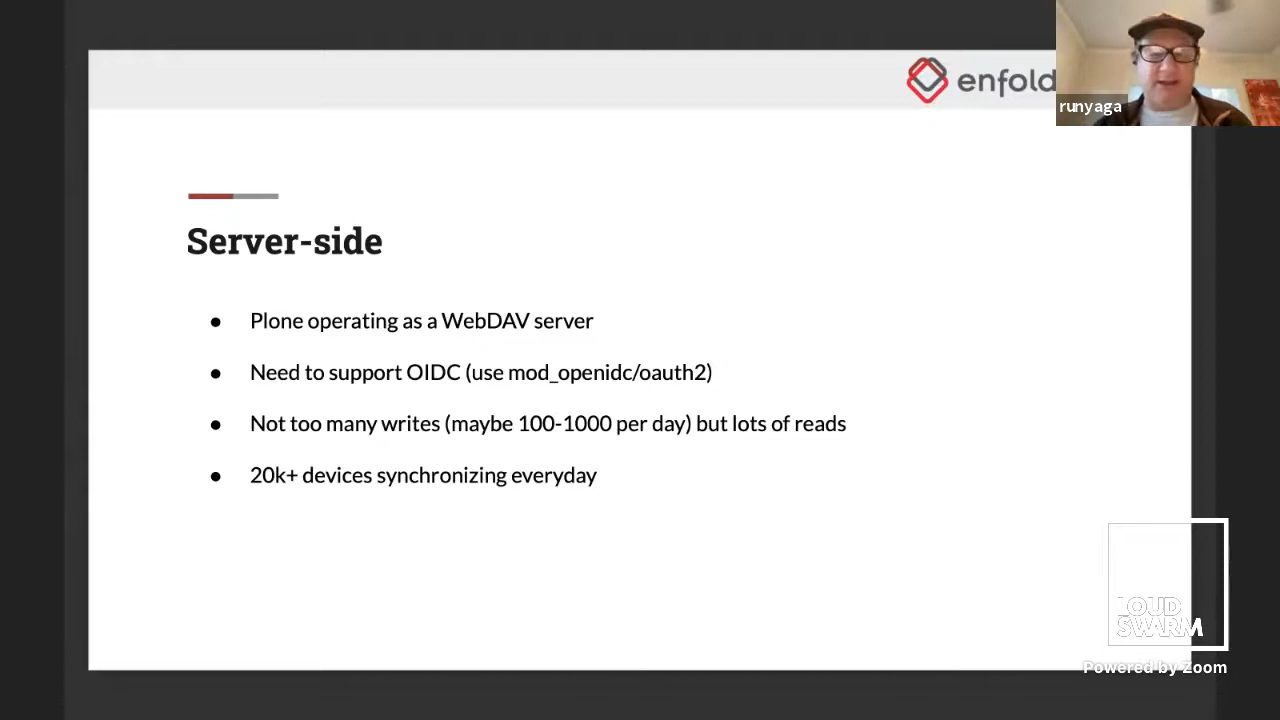 enfold
runyaga
Server-side
● Plone operating as a WebDAV server
● Need to support OIDC (use mod_openidc/oauth2)
● Not too many writes (maybe 100-1000 per day) but lots of reads
● 20k+ devices synchronizing everyday
LOUD
SWARM
Powered by Zoom